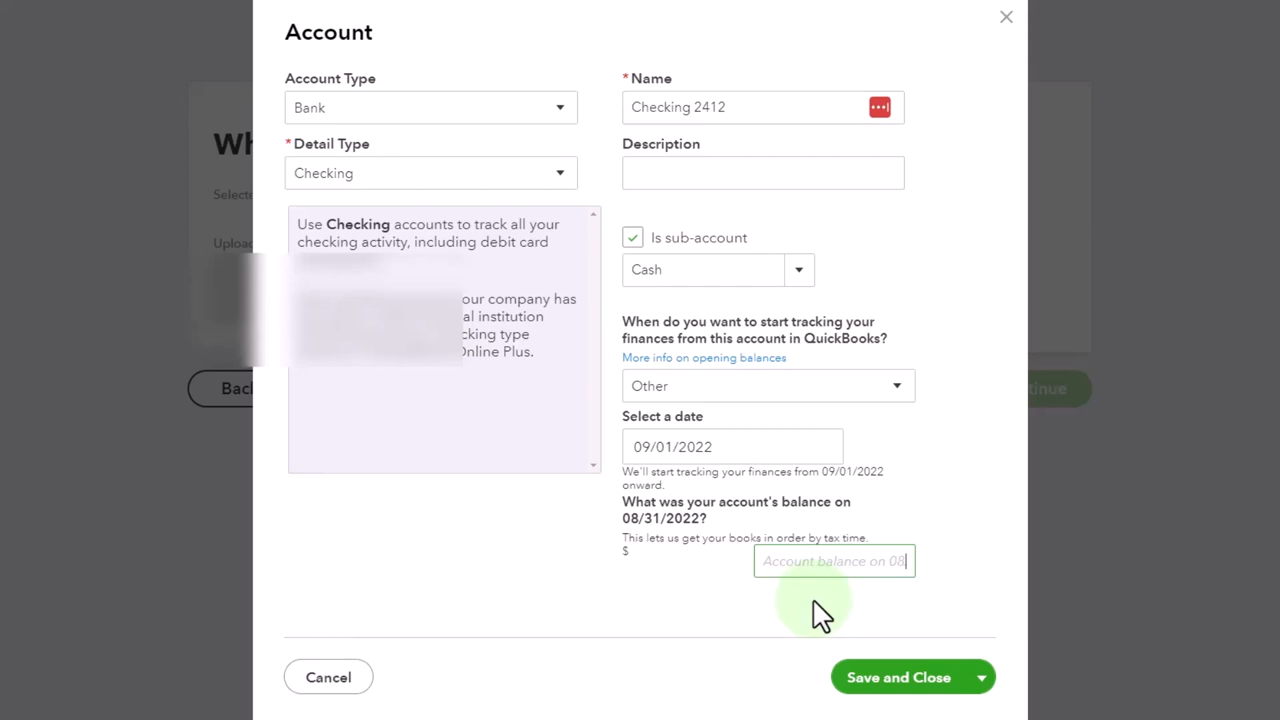 Account
Account Type
* Name
Bank
Checking 2412
* Detail Type
Description
Checking
Use Checking accounts to track all your
checking activity, including debit card
our company has
al institution
cking type
Online Plus.
Is sub-account
Cash
When do you want to start tracking your
finances from this account in QuickBooks?
More info on opening balances
Other
Select a date
09/01/2022
We'll start tracking your finances from 09/01/2022
onward.
What was your account's balance on
08/31/2022?
This lets us get your books in order by tax time.
$
Account balance on 08
Cancel
Save and Close
Wh
Selecte
Upload
Back
tinue